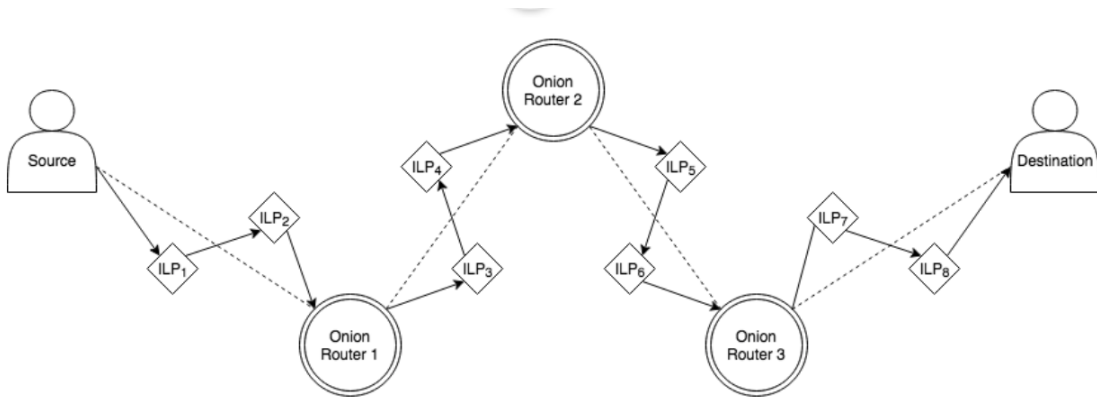 Source
ILP₁
ILP₂
Onion
Router 1
ILP₃
ILP₄
Onion
Router 2
ILP₅
ILP₆
Onion
Router 3
ILP₇
ILP₈
Destination